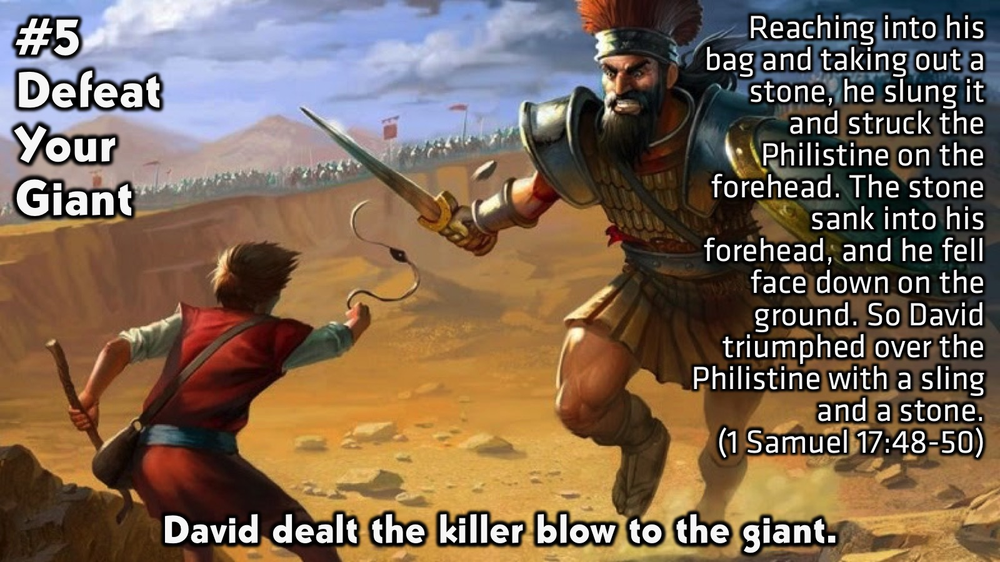 #5
Defeat
Your
Giant
Reaching into his
bag and taking out a
stone, he slung it
and struck the
Philistine on the
forehead. The stone
sank into his
forehead, and he fell
face down on the
ground. So David
triumphed over the
Philistine with a sling
and a stone.
(1 Samuel 17:48-50)
David dealt the killer blow to the giant.